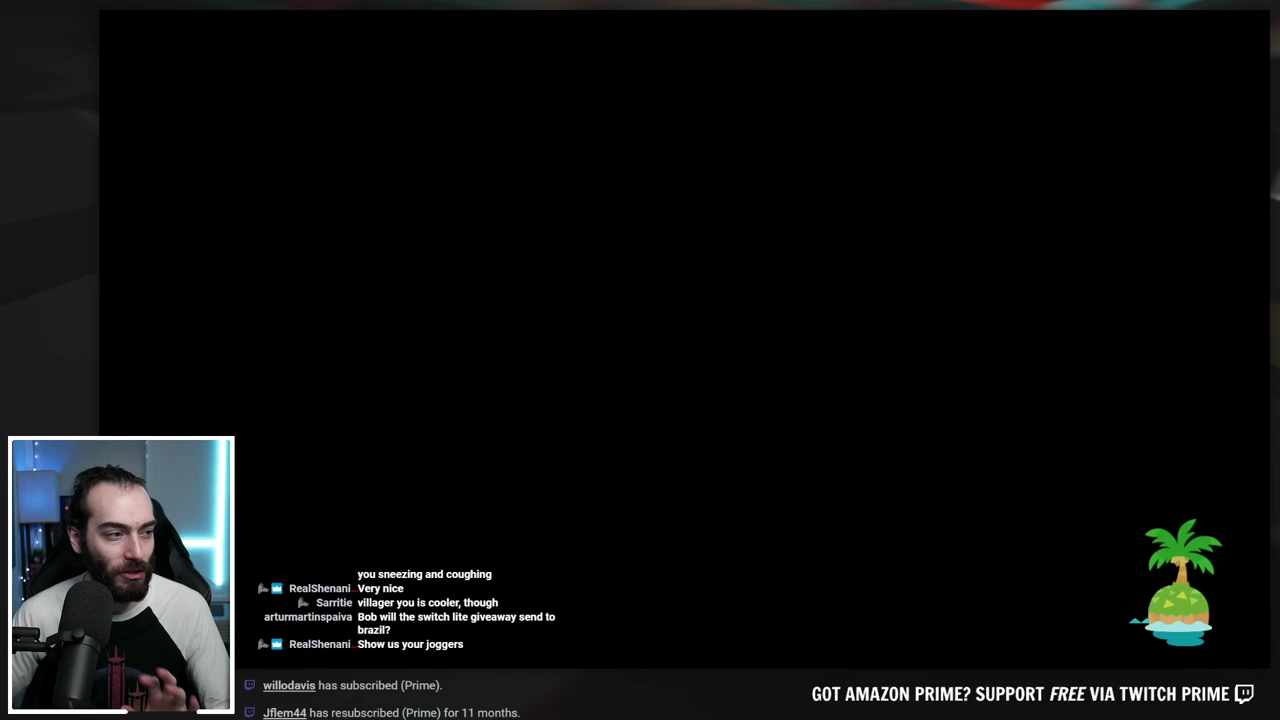 you sneezing and coughing
RealShenani... Very nice
Sarritie villager you is cooler, though
arturmartinspaiva Bob will the switch lite giveaway send to
brazil?
RealShenani... Show us your joggers
willodavis has subscribed (Prime).
Jflem44 has resubscribed (Prime) for 11 months.
GOT AMAZON PRIME? SUPPORT FREE VIA TWITCH PRIME